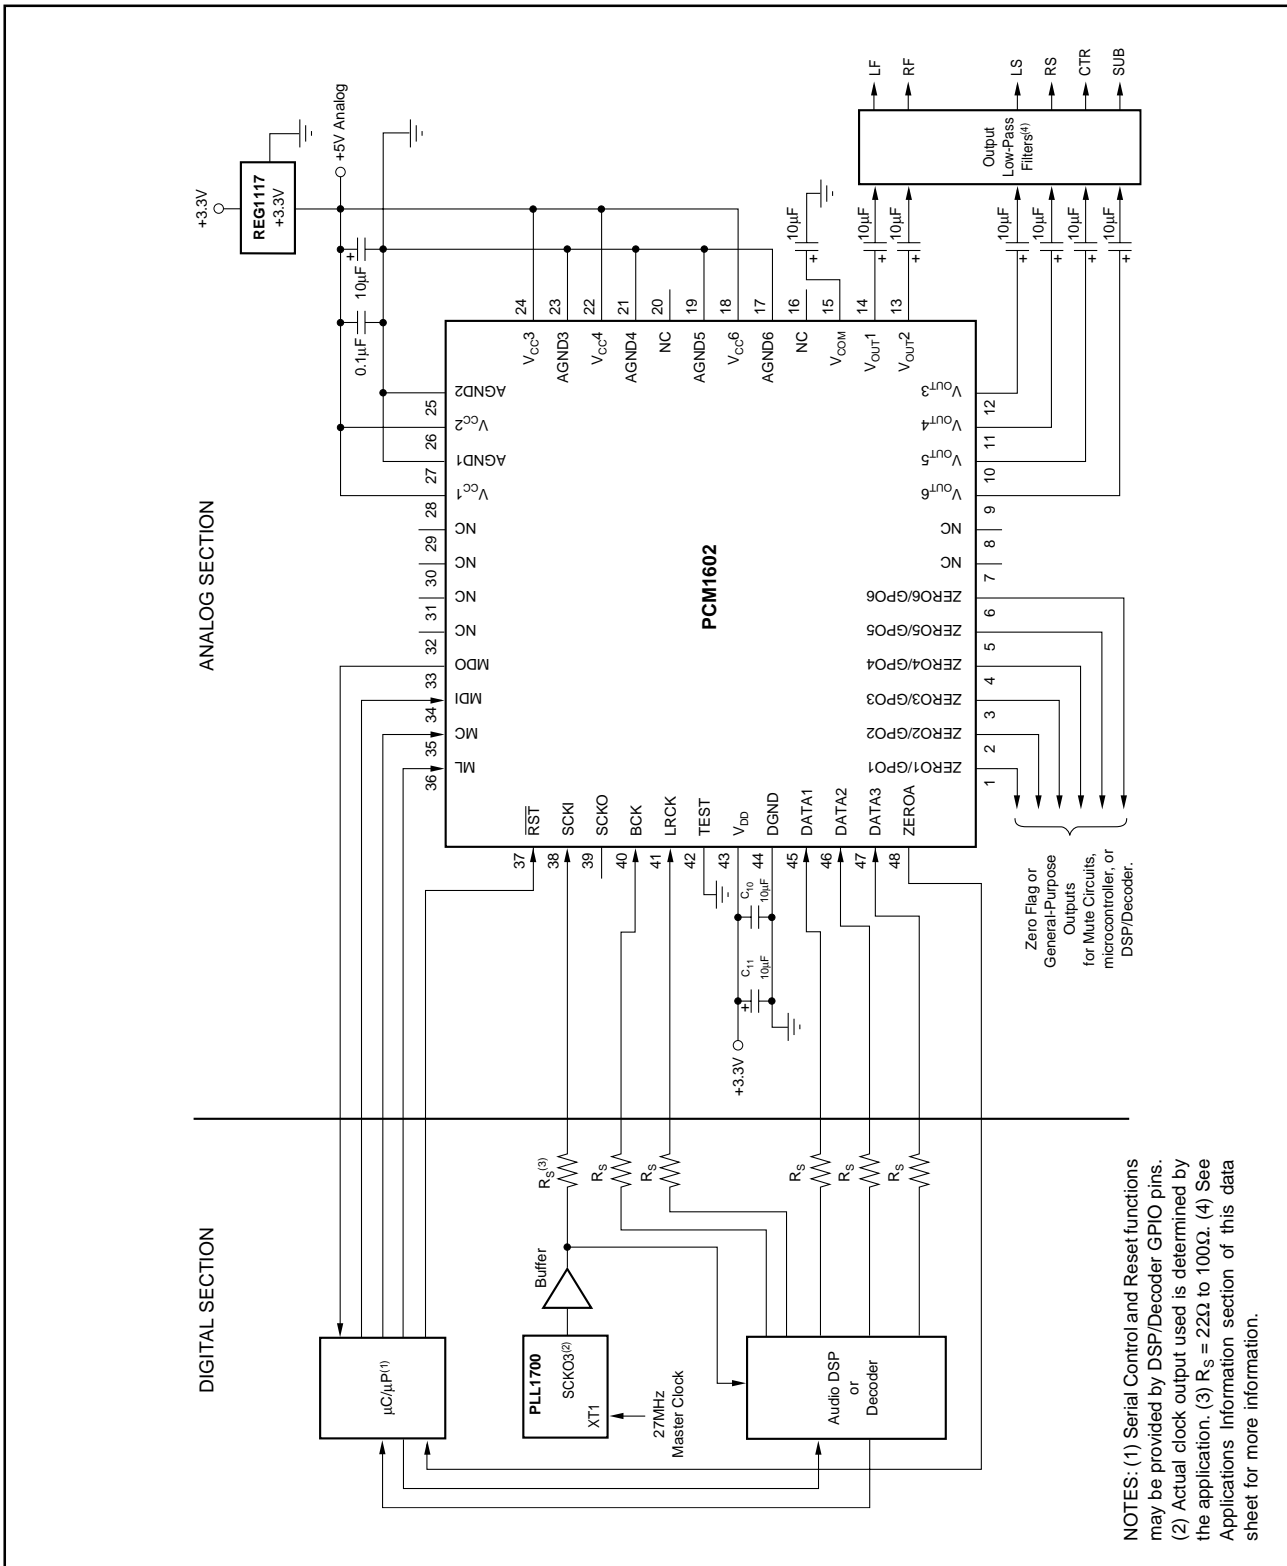 DIGITAL SECTION
ANALOG SECTION
µC/µP(1)
PLL1700
SCKO3(2)
XT1
27MHz
Master Clock
Buffer
Audio DSP
or
Decoder
RS(3)
RS
RS
RS
RS
RS
+3.3V
C11
10µF
+
C10
10µF
PCM1602
37
RST
38
SCKI
39
SCKO
40
BCK
41
LRCK
42
TEST
43
VDD
44
DGND
45
DATA1
46
DATA2
47
DATA3
48
ZEROA
36
ML
35
MC
34
MDI
33
MDO
32
NC
31
NC
30
NC
29
NC
28
VCC1
27
AGND1
26
VCC2
25
AGND2
24
VCC3
23
AGND3
22
VCC4
21
AGND4
20
NC
19
AGND5
18
VCC6
17
AGND6
16
NC
15
VCOM
14
VOUT1
13
VOUT2
12
VOUT3
11
VOUT4
10
VOUT5
9
VOUT6
8
NC
7
NC
6
ZERO6/GPO6
5
ZERO5/GPO5
4
ZERO4/GPO4
3
ZERO3/GPO3
2
ZERO2/GPO2
1
ZERO1/GPO1
0.1µF
10µF
+
+3.3V
REG1117
+3.3V
+5V Analog
10µF
+
10µF
+
10µF
+
10µF
+
10µF
+
10µF
+
10µF
+
Output
Low-Pass
Filters(4)
LF
RF
LS
RS
CTR
SUB
Zero Flag or
General-Purpose
Outputs
for Mute Circuits,
microcontroller, or
DSP/Decoder.
NOTES: (1) Serial Control and Reset functions
may be provided by DSP/Decoder GPIO pins.
(2) Actual clock output used is determined by
the application. (3) RS = 22Ω to 100Ω. (4) See
Applications Information section of this data
sheet for more information.